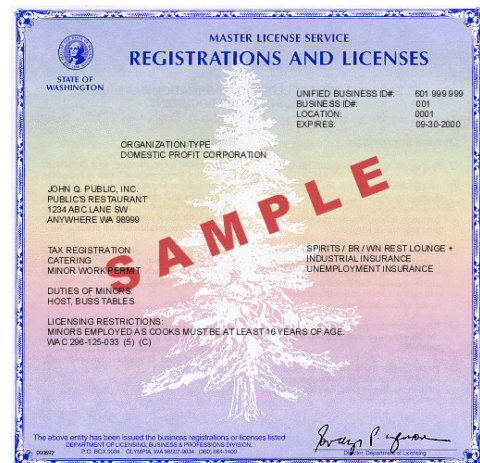 MASTER LICENSE SERVICE
REGISTRATIONS AND LICENSES
STATE OF
WASHINGTON
UNIFIED BUSINESS ID#: 601 999 999
BUSINESS ID#: 001
LOCATION: 0001
EXPIRES: 09-30-2000
ORGANIZATION TYPE
DOMESTIC PROFIT CORPORATION
JOHN Q. PUBLIC, INC.
PUBLIC'S RESTAURANT
1234 ABC LANE SW
ANYWHERE WA 98999
SAMPLE
TAX REGISTRATION SPIRITS / BR / WN REST LOUNGE +
CATERING INDUSTRIAL INSURANCE
MINOR WORK PERMIT UNEMPLOYMENT INSURANCE
DUTIES OF MINORS:
HOST, BUSS TABLES
LICENSING RESTRICTIONS:
MINORS EMPLOYED AS COOKS MUST BE AT LEAST 16 YEARS OF AGE.
WAC 296-125-033 (5) (C)
The above entity has been issued the business registrations or licenses listed
DEPARTMENT OF LICENSING, BUSINESS & PROFESSIONS DIVISION,
P.O. BOX 9034 OLYMPIA, WA 98507-9034 (360) 664-1400
Director, Department of Licensing